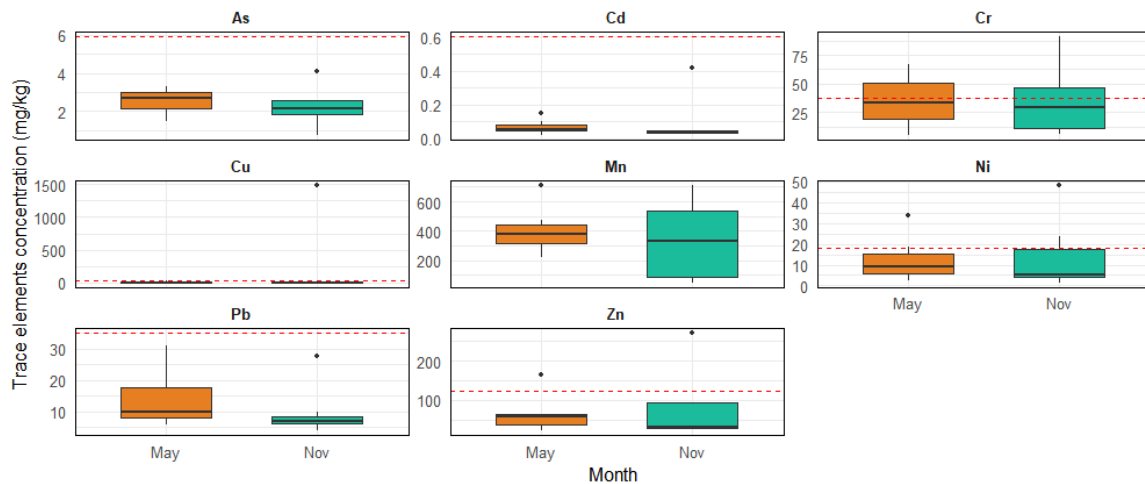 As Cd Cr
6 0.6 75
4 0.4 50
2 0.2 25
0.0
Cu Mn Ni
1500 600 50
1000 400 40
500 200 30
0 20
10
0
May Nov
Pb Zn
30 200
20 100
10
May Nov May Nov
Month
Trace elements concentration (mg/kg)